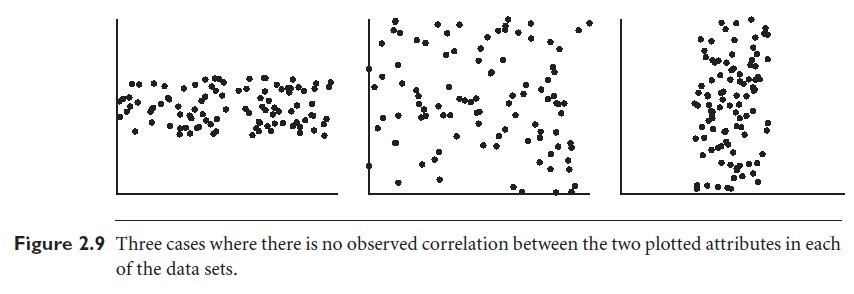 Figure 2.9 Three cases where there is no observed correlation between the two plotted attributes in each
of the data sets.